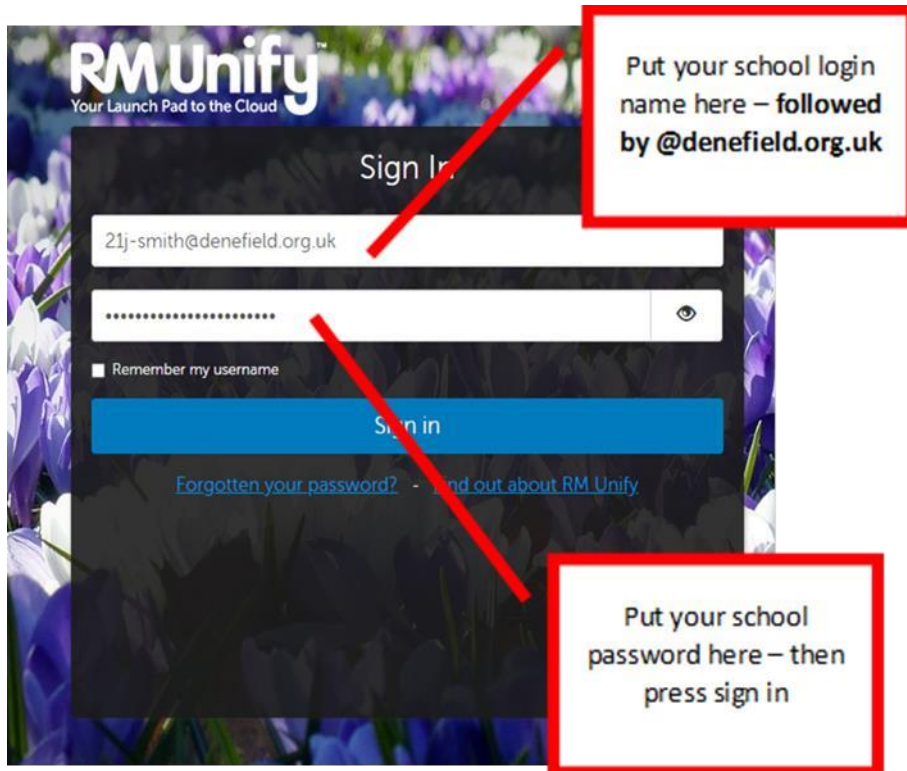 RM Unify™
Your Launch Pad to the Cloud
Put your school login
name here – followed
by @denefield.org.uk
Sign In
21j-smith@denefield.org.uk
•••••••••••••••••••••••
Remember my username
Sign in
Forgotten your password? - Find out about RM Unify
Put your school
password here – then
press sign in